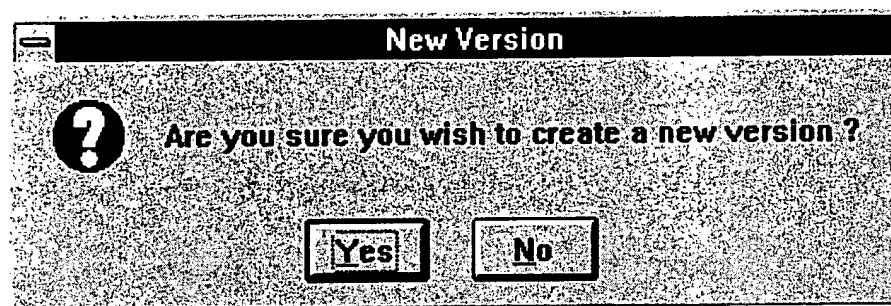 New Version
Are you sure you wish to create a new version ?
Yes
No